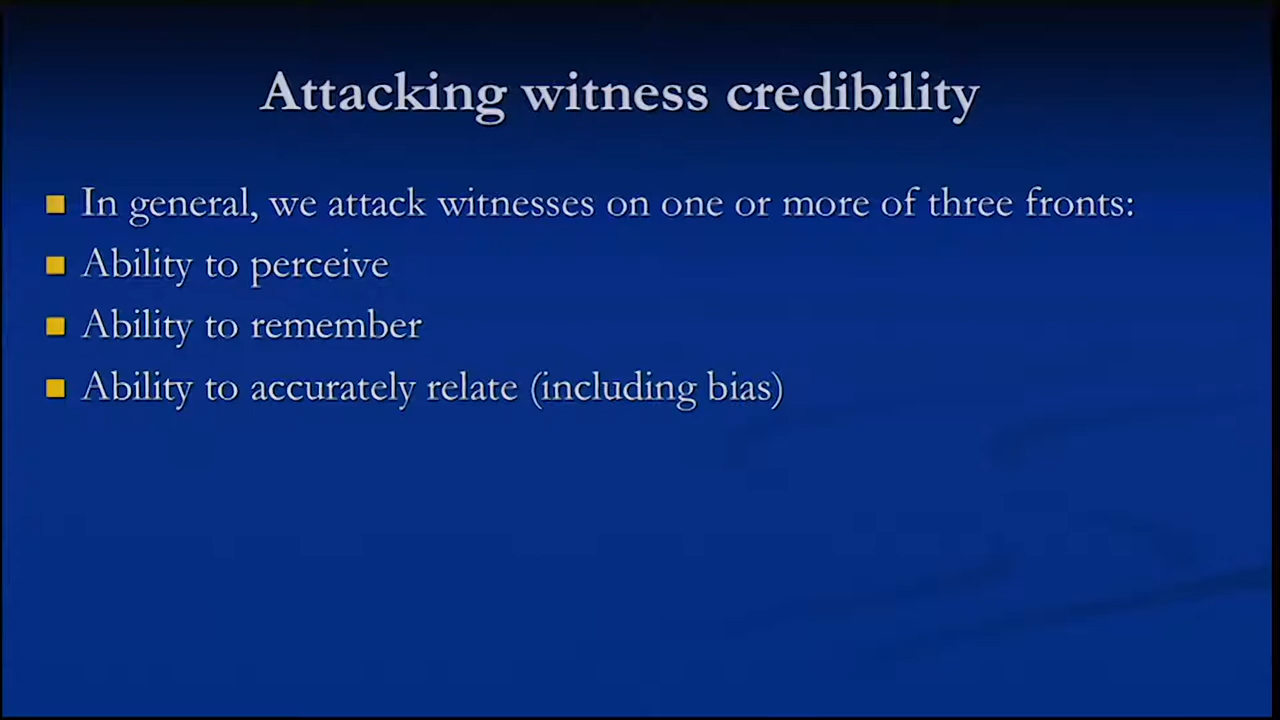 Attacking witness credibility
In general, we attack witnesses on one or more of three fronts:
Ability to perceive
Ability to remember
Ability to accurately relate (including bias)